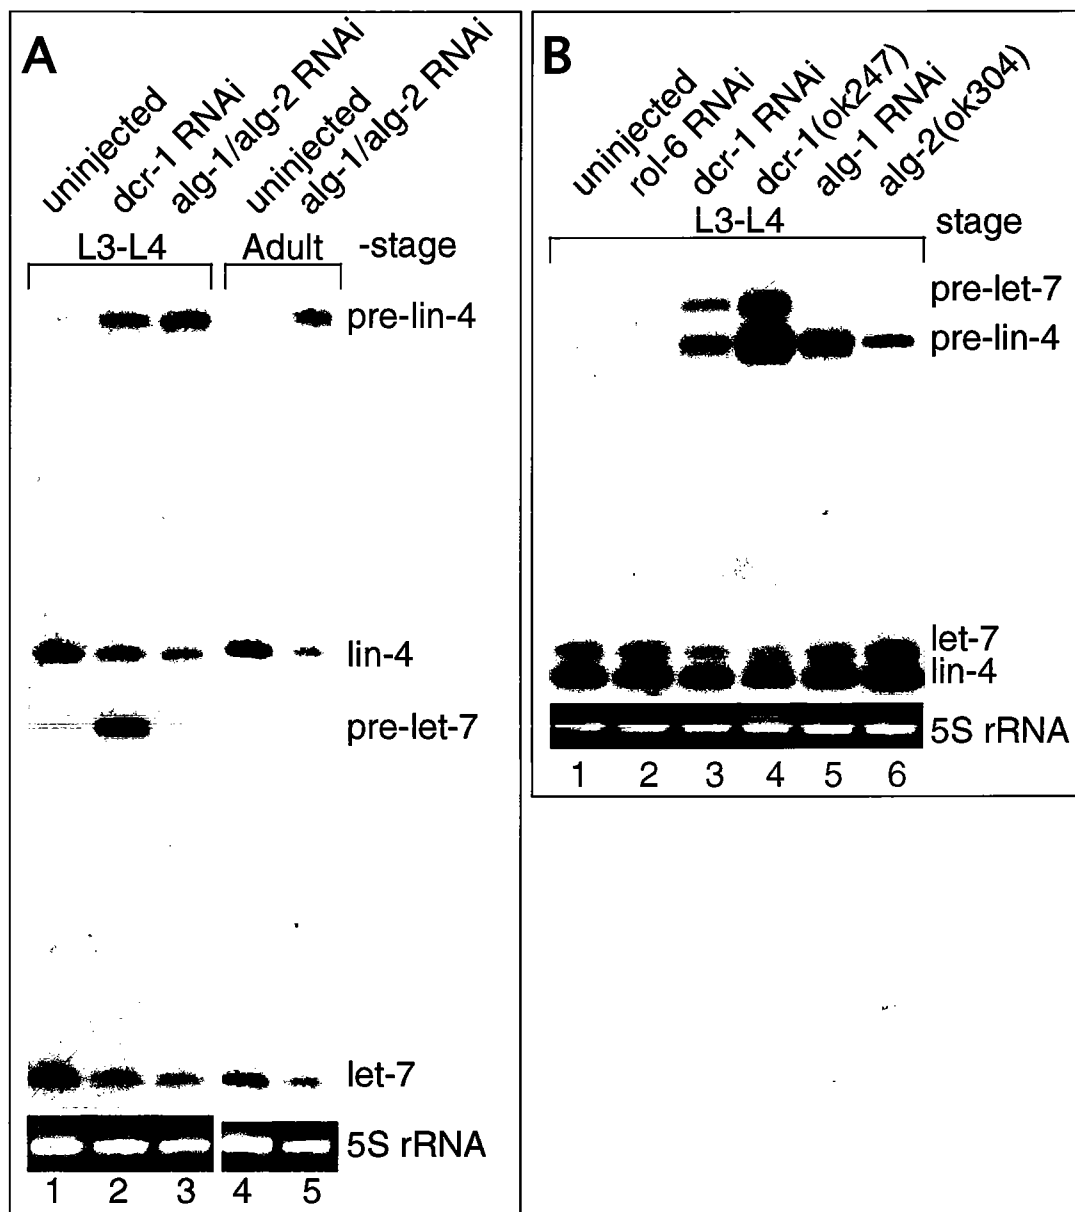 A
uninjected
dcr-1 RNAi
alg-1/alg-2 RNAi
uninjected
alg-1/alg-2 RNAi
L3-L4
Adult
-stage
pre-lin-4
lin-4
pre-let-7
let-7
5S rRNA
1 2 3 4 5
B
uninjected
rol-6 RNAi
dcr-1 RNAi
dcr-1(ok247)
alg-1 RNAi
alg-2(ok304)
L3-L4
stage
pre-let-7
pre-lin-4
let-7
lin-4
5S rRNA
1 2 3 4 5 6